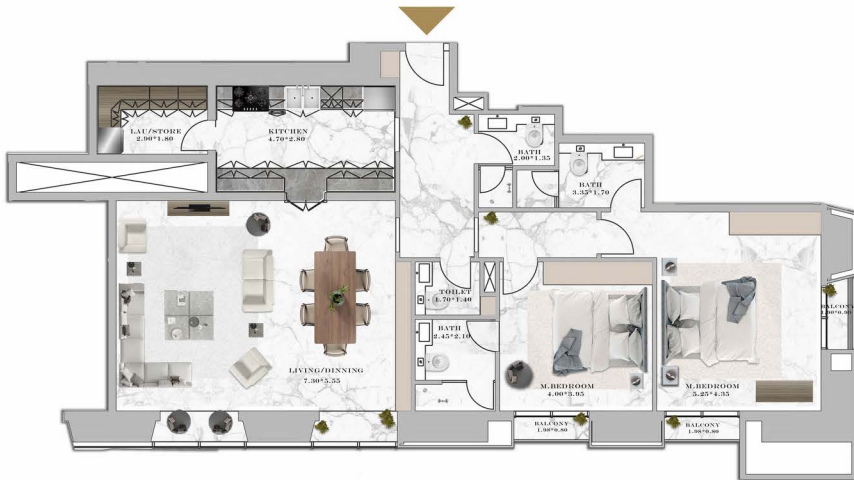 LAU/STORE
2.90*1.80
KITCHEN
4.70*2.80
BATH
2.00*1.35
BATH
3.35*1.70
TOILET
1.70*1.40
BATH
2.45*2.10
LIVING/DINNING
7.30*5.55
M.BEDROOM
4.00*3.95
M.BEDROOM
5.25*4.35
BALCONY
BALCONY
1.98*0.80
BALCONY
1.98*0.80